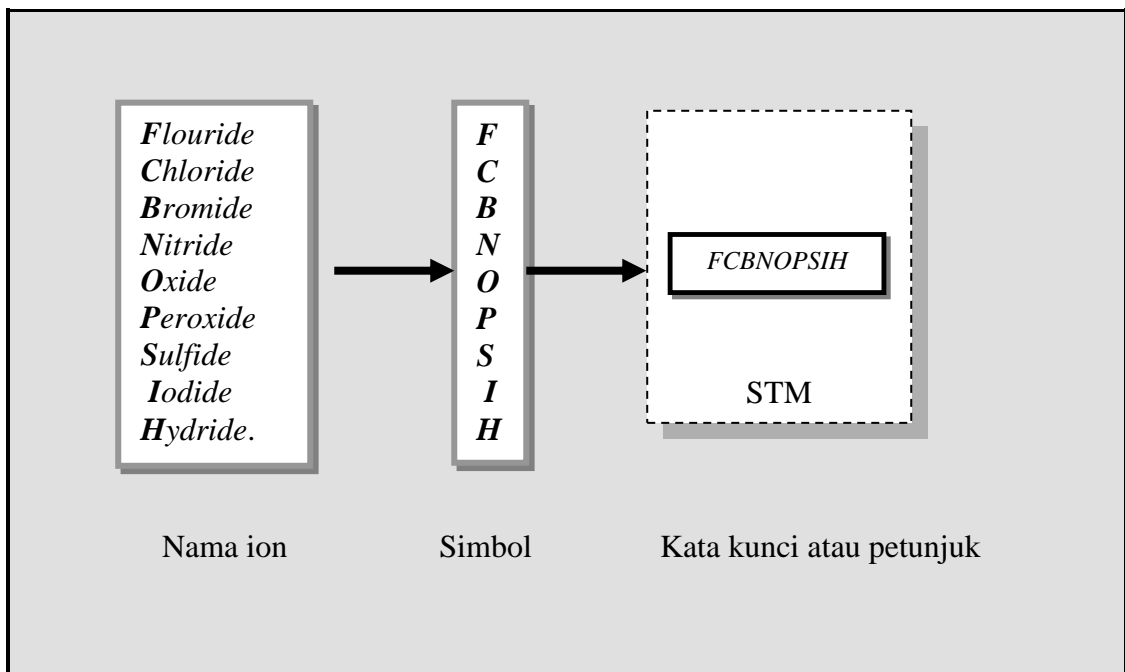 Flouride
Chloride
Bromide
Nitride
Oxide
Peroxide
Sulfide
Iodide
Hydride.
F
C
B
N
O
P
S
I
H
FCBNOPSIH
STM
Nama ion
Simbol
Kata kunci atau petunjuk